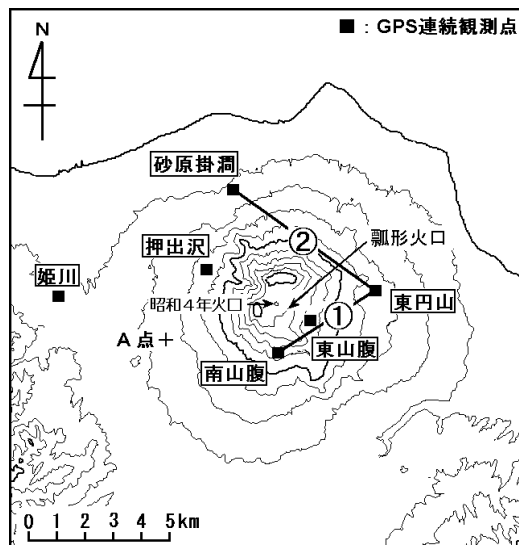 ■：GPS連続観測点
N
砂原掛澗
②
瓢形火口
押出沢
姫川
昭和4年火口
東円山
①
A点＋
東山腹
南山腹
0 1 2 3 4 5km